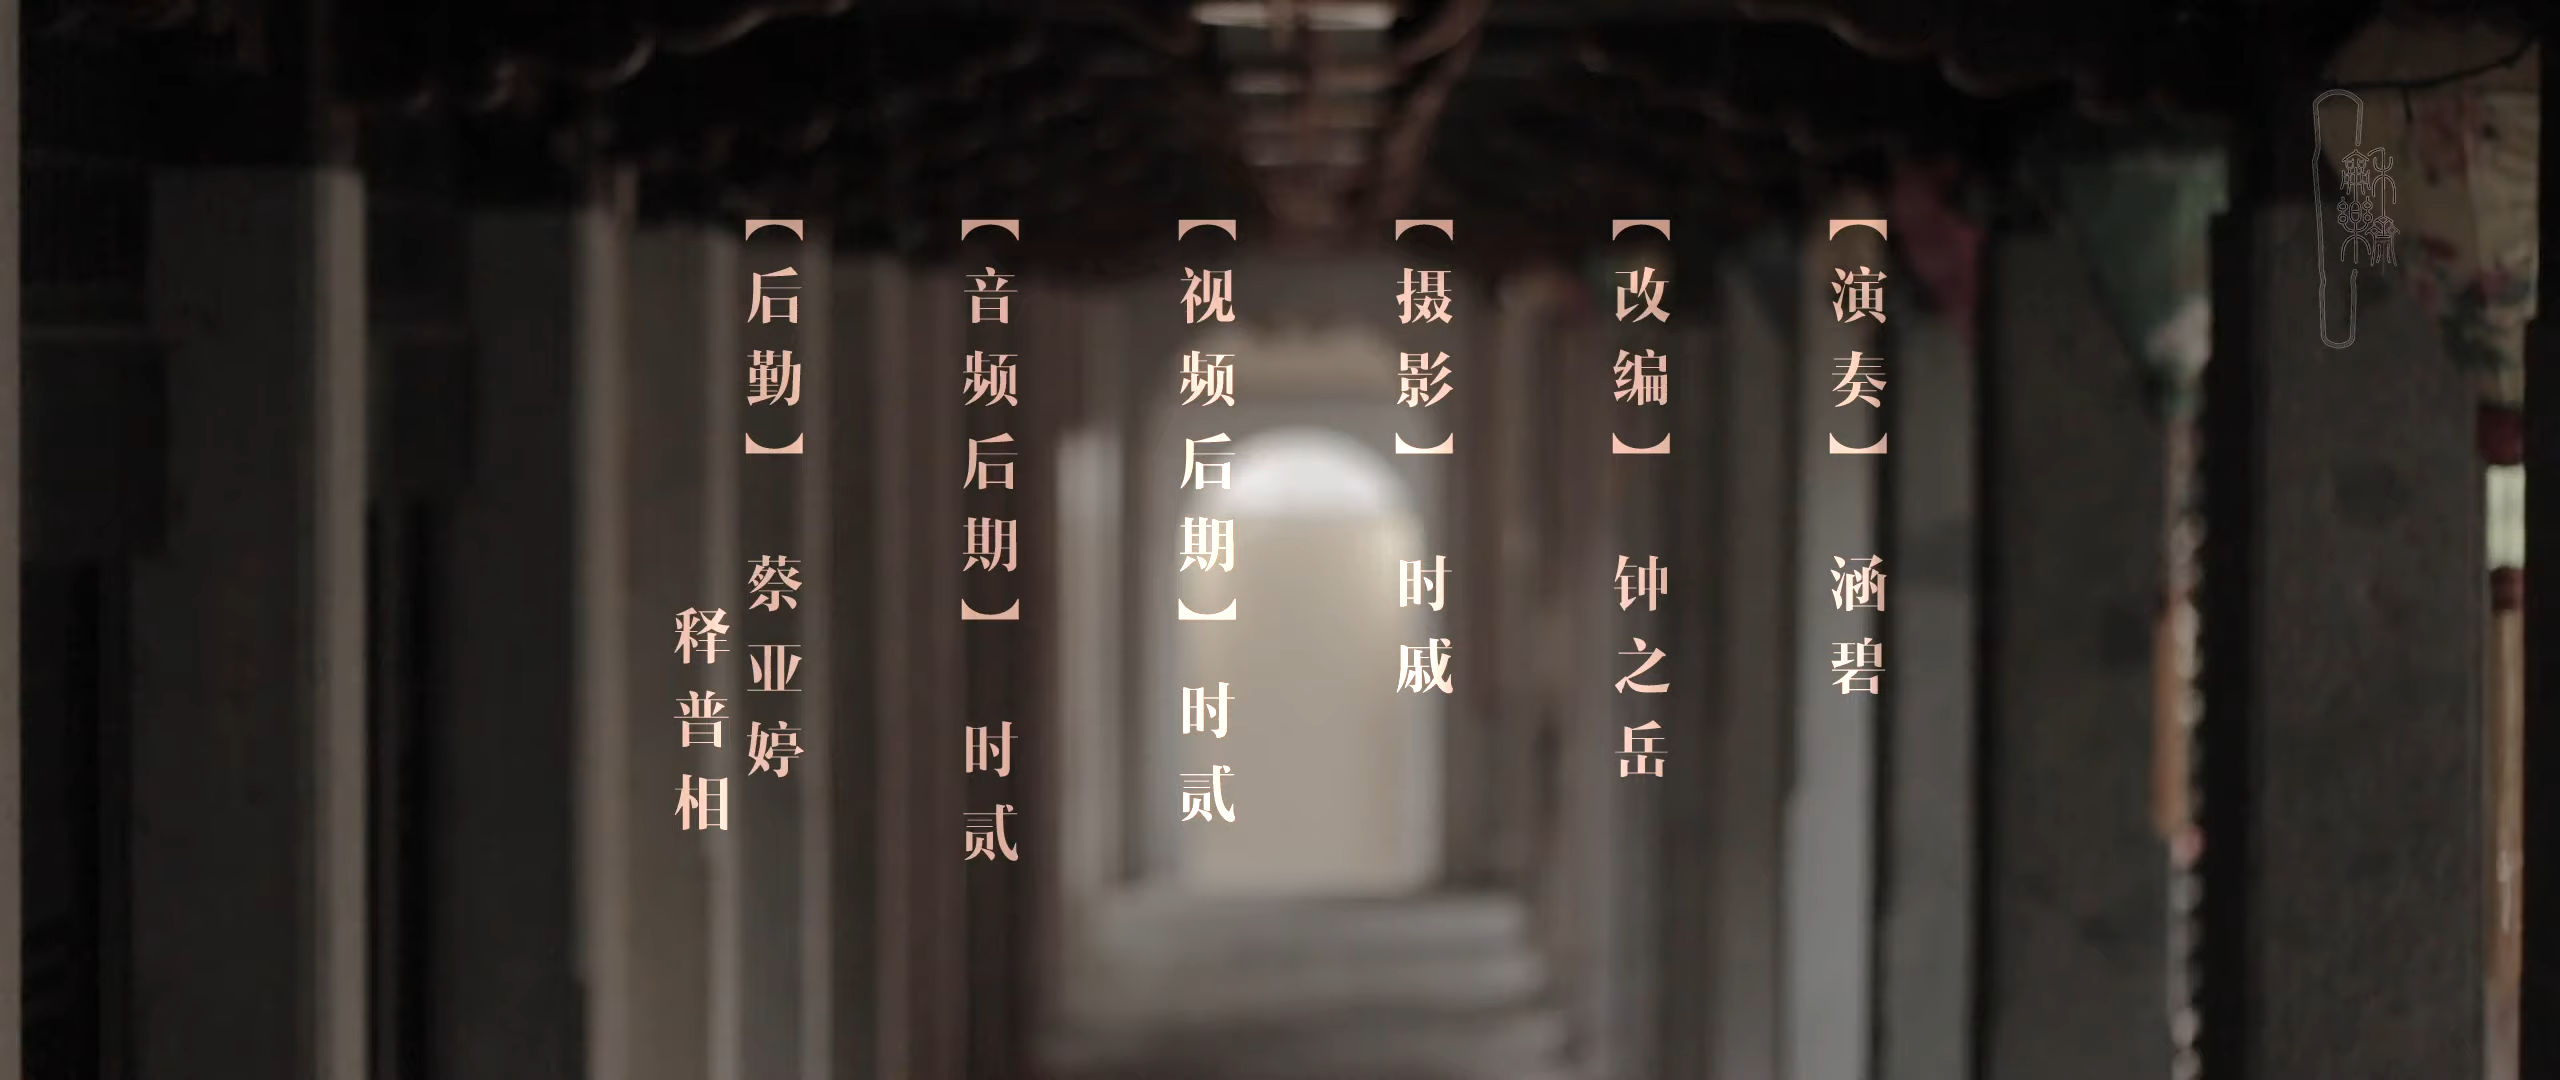 【演奏】 涵碧
【改编】 钟之岳
【摄影】 时戚
【视频后期】 时贰
【音频后期】 时贰
【后勤】 蔡亚婷
释普相